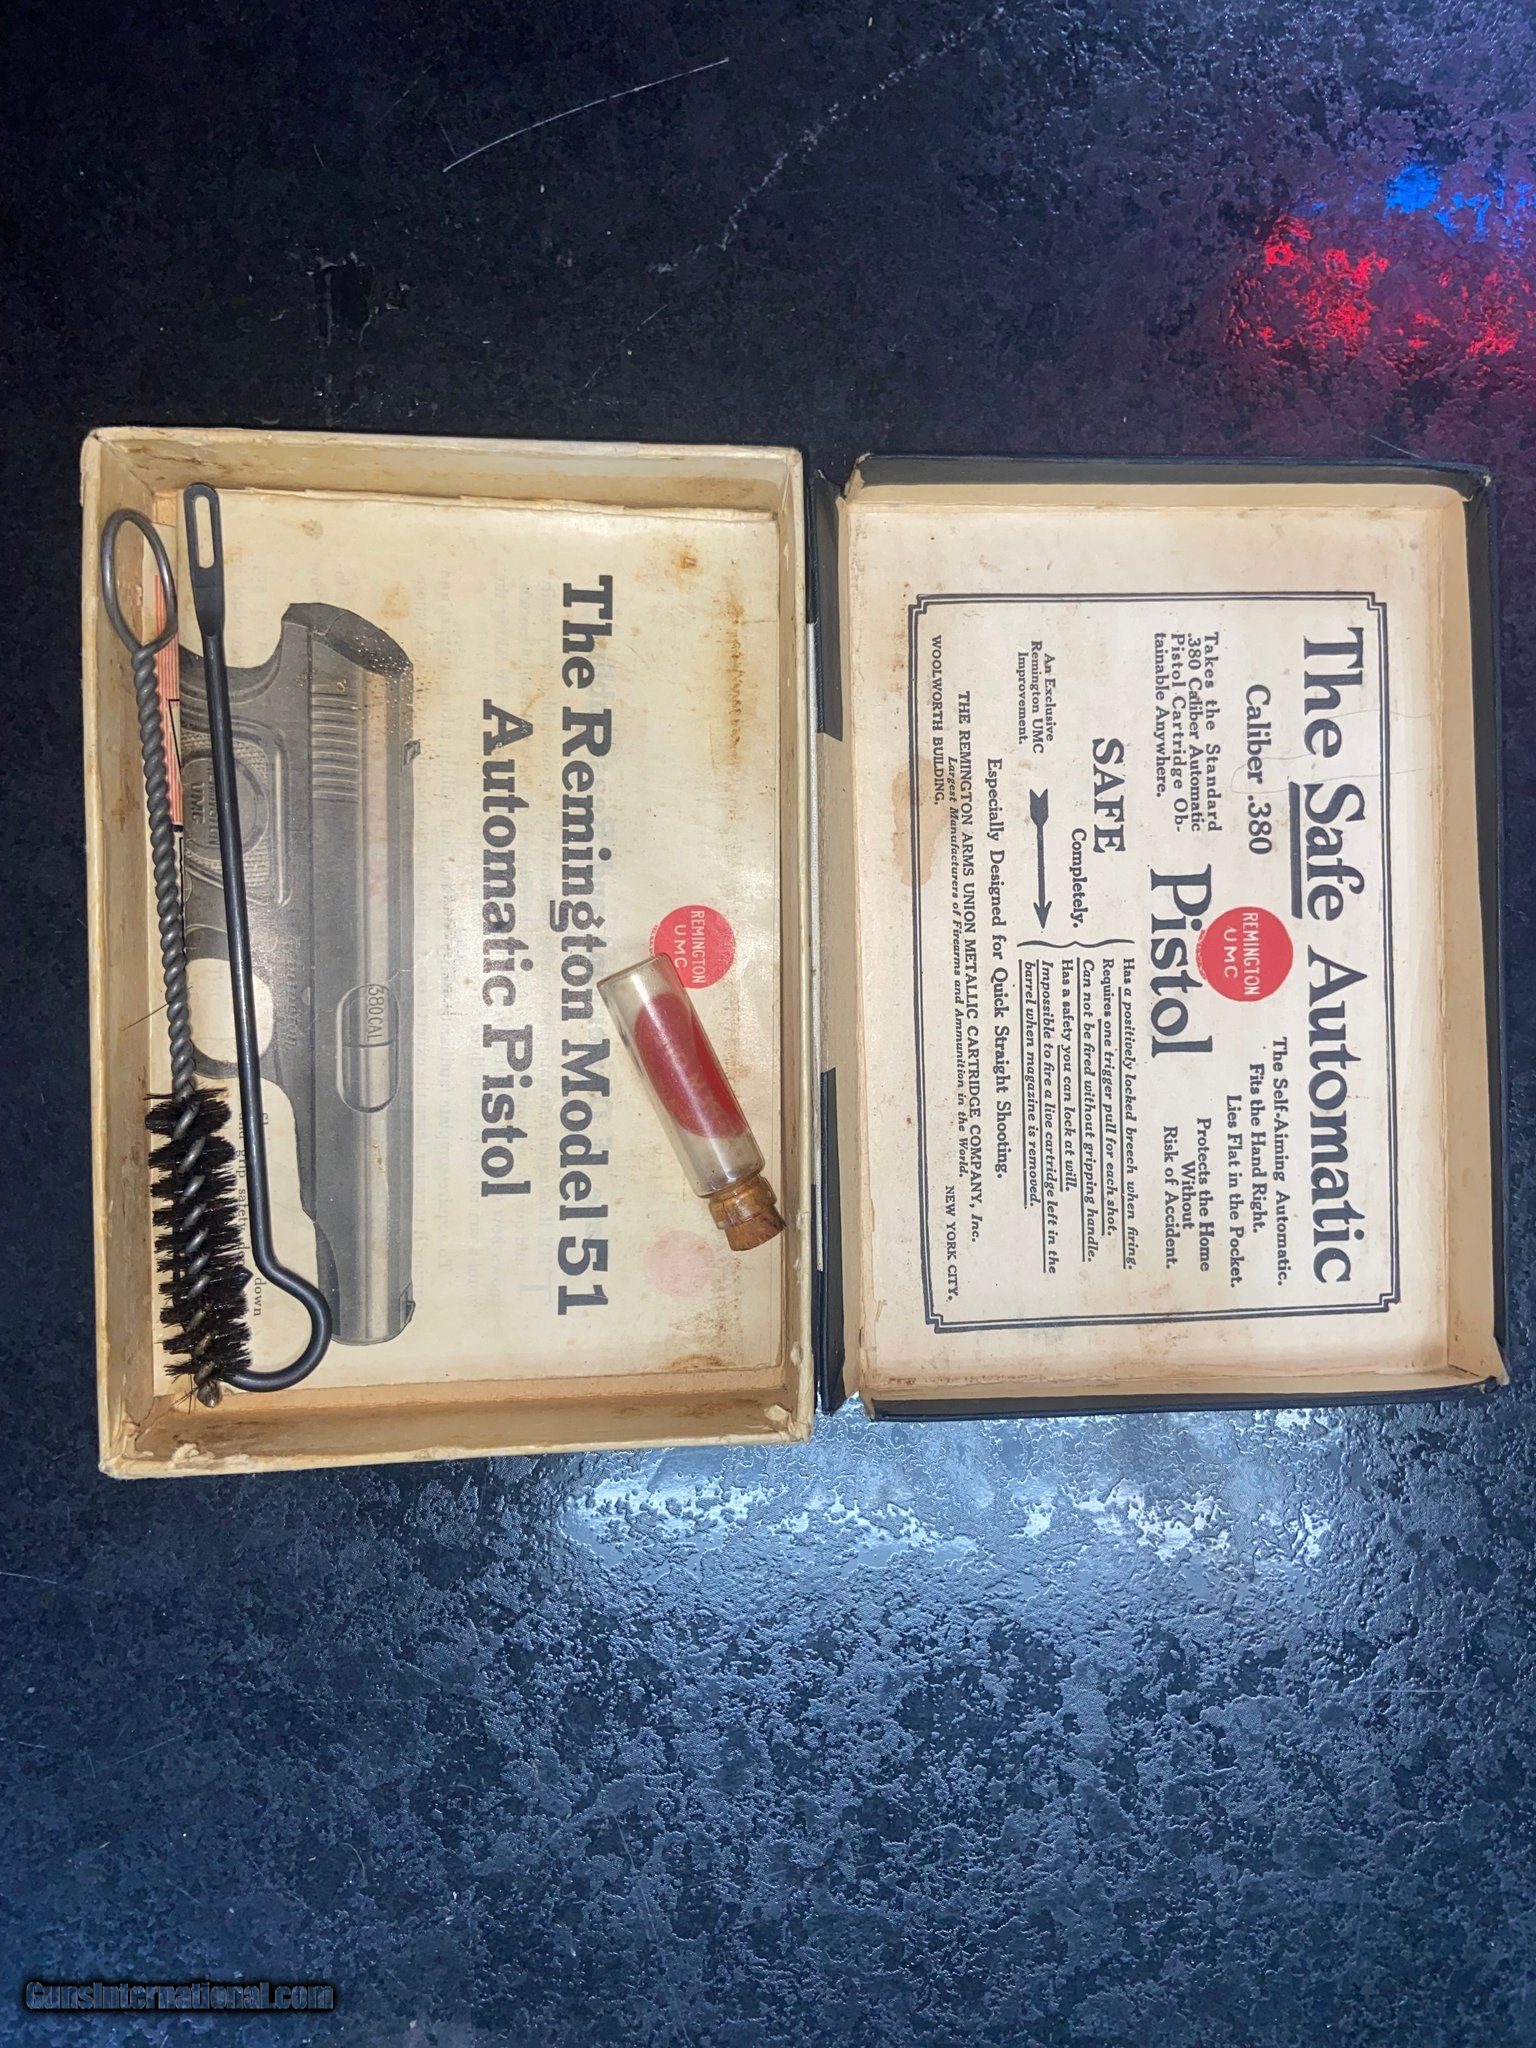 The Safe Automatic
Caliber .380
REMINGTON
UMC
The Self-Aiming Automatic.
Fits the Hand Right.
Lies Flat in the Pocket.
Takes the Standard
.380 Caliber Automatic
Pistol Cartridge Ob-
tainable Anywhere.
Pistol
Protects the Home
Without
Risk of Accident.
SAFE
Completely.
Has a positively locked breech when firing.
Requires one trigger pull for each shot.
Can not be fired without gripping handle.
Has a safety you can lock at will.
Impossible to fire a live cartridge left in the
barrel when magazine is removed.
An Exclusive
Remington UMC
Improvement.
Especially Designed for Quick Straight Shooting.
THE REMINGTON ARMS UNION METALLIC CARTRIDGE COMPANY, Inc.
Largest Manufacturers of Firearms and Ammunition in the World.
WOOLWORTH BUILDING, NEW YORK CITY.
REMINGTON
UMC
The Remington Model 51
Automatic Pistol
380 CAL
UMC
grip safety
down
GunsInternational.com